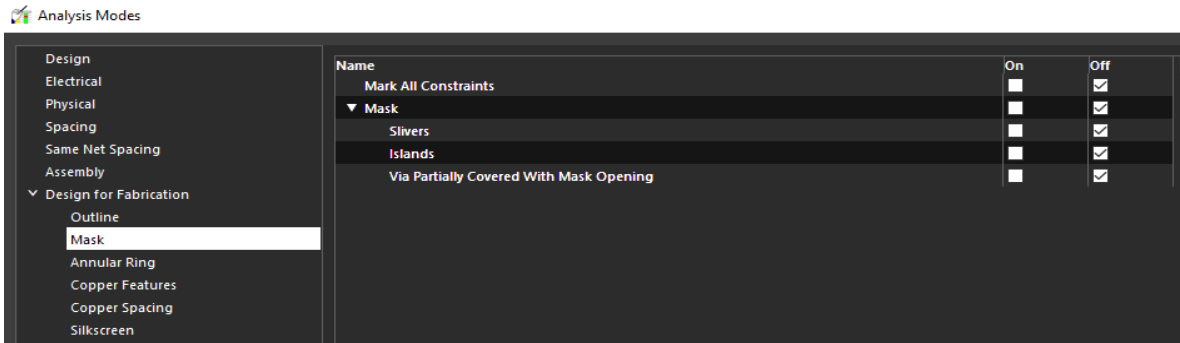 Analysis Modes
Design
Electrical
Physical
Spacing
Same Net Spacing
Assembly
Design for Fabrication
Outline
Mask
Annular Ring
Copper Features
Copper Spacing
Silkscreen
Name On Off
Mark All Constraints
Mask
Slivers
Islands
Via Partially Covered With Mask Opening